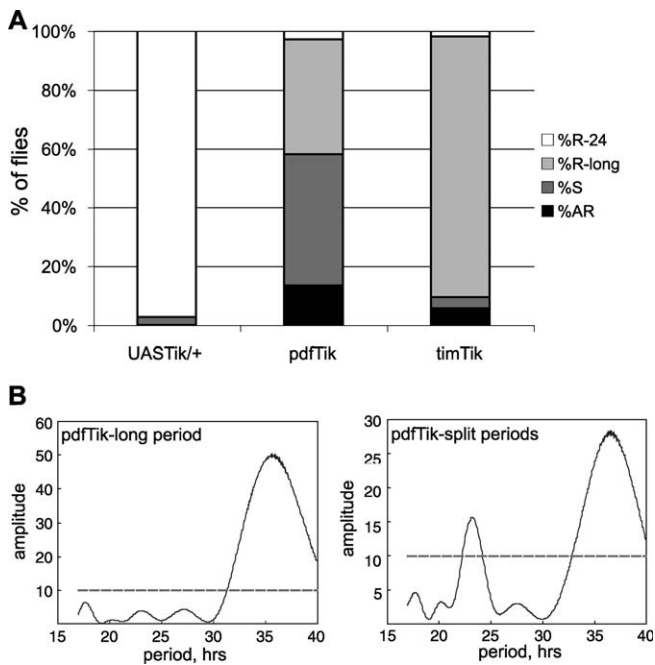 A
100%
80%
60%
40%
20%
0%
% of flies
UASTik/+
pdfTik
timTik
%R-24
%R-long
%S
%AR
B
pdfTik-long period
60
50
40
30
20
10
amplitude
15 20 25 30 35 40
period, hrs
pdfTik-split periods
30
25
20
15
10
5
amplitude
15 20 25 30 35 40
period, hrs